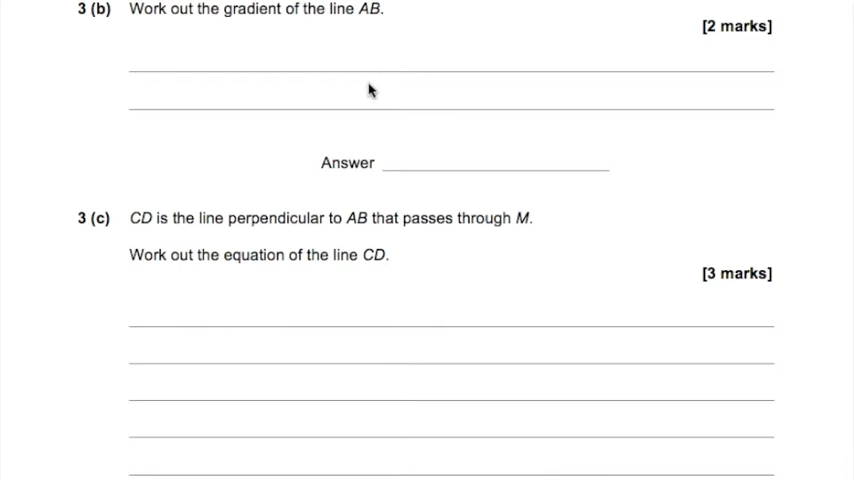 3 (b) Work out the gradient of the line AB.
[2 marks]
Answer
3 (c) CD is the line perpendicular to AB that passes through M.
Work out the equation of the line CD.
[3 marks]